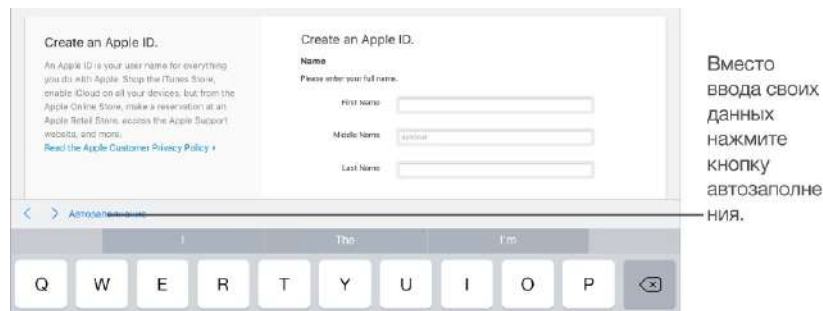 Create an Apple ID.
An Apple ID is your user name for everything
you do with Apple. Shop the iTunes Store,
enable iCloud on all your devices, buy from the
Apple Online Store, make a reservation at an
Apple Retail Store, access the Apple Support
website, and more.
Read the Apple Customer Privacy Policy ›
Create an Apple ID.
Name
Please enter your full name.
First Name
Middle Name
Last Name
Вместо
ввода своих
данных
нажмите
кнопку
автозаполне
ния.
< > Автозаполнение
I The I'm
Q W E R T Y U I O P